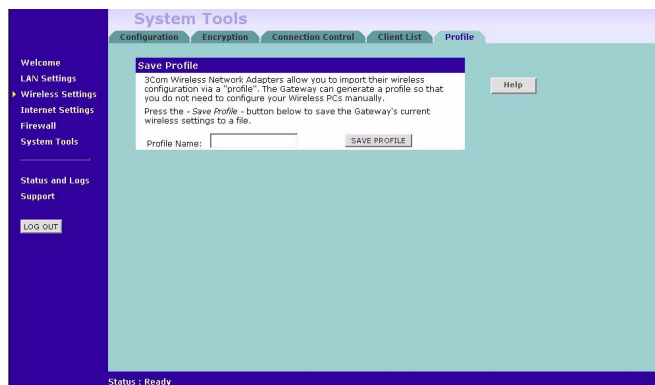 System Tools
Configuration Encryption Connection Control Client List Profile
Welcome
LAN Settings
Wireless Settings
Internet Settings
Firewall
System Tools
Status and Logs
Support
LOG OUT
Save Profile
3Com Wireless Network Adapters allow you to import their wireless
configuration via a "profile". The Gateway can generate a profile so that
you do not need to configure your Wireless PCs manually.
Press the - Save Profile - button below to save the Gateway's current
wireless settings to a file.
Profile Name: SAVE PROFILE
Help
Status : Ready